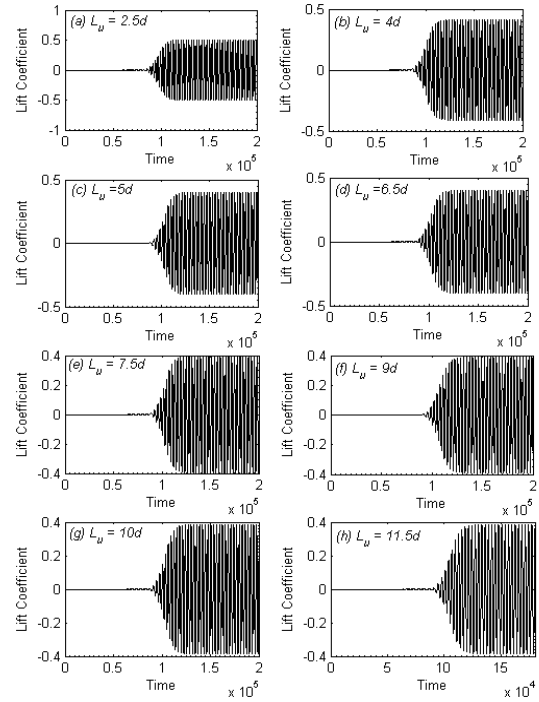 (a) L_u = 2.5d
Lift Coefficient
1
0.5
0
-0.5
-1
0 0.5 1 1.5 2
Time
x 10^5
(b) L_u = 4d
Lift Coefficient
0.5
0
-0.5
0 0.5 1 1.5 2
Time
x 10^5
(c) L_u =5d
Lift Coefficient
0.5
0
-0.5
0 0.5 1 1.5 2
Time
x 10^5
(d) L_u = 6.5d
Lift Coefficient
0.5
0
-0.5
0 0.5 1 1.5 2
Time
x 10^5
(e) L_u = 7.5d
Lift Coefficient
0.4
0.2
0
-0.2
-0.4
0 0.5 1 1.5 2
Time
x 10^5
(f) L_u = 9d
Lift Coefficient
0.4
0.2
0
-0.2
-0.4
0 0.5 1 1.5 2
Time
x 10^5
(g) L_u = 10d
Lift Coefficient
0.4
0.2
0
-0.2
-0.4
0 0.5 1 1.5 2
Time
x 10^5
(h) L_u = 11.5d
Lift Coefficient
0.4
0.2
0
-0.2
-0.4
0 5 10 15
Time
x 10^4